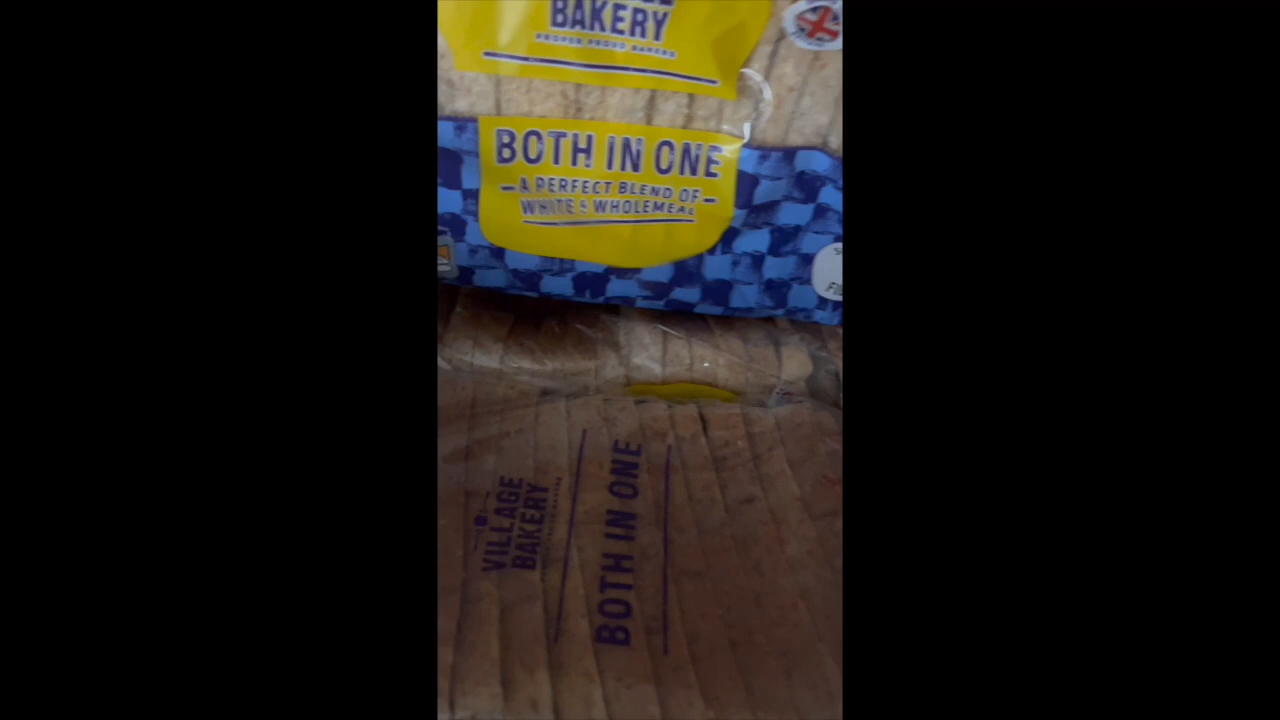 BAKERY
PROPER PROUD BAKERS
BOTH IN ONE
A PERFECT BLEND OF
WHITE & WHOLEMEAL
VILLAGE
BAKERY
BOTH IN ONE